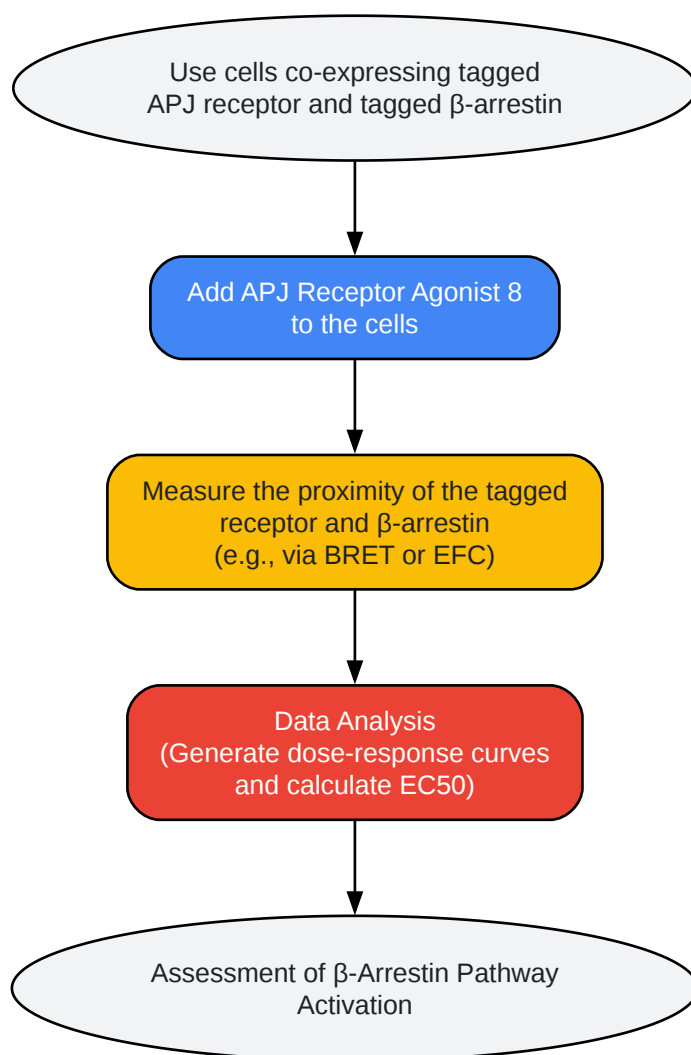 Use cells co-expressing tagged
APJ receptor and tagged β-arrestin
Add APJ Receptor Agonist 8
to the cells
Measure the proximity of the tagged
receptor and β-arrestin
(e.g., via BRET or EFC)
Data Analysis
(Generate dose-response curves
and calculate EC50)
Assessment of β-Arrestin Pathway
Activation